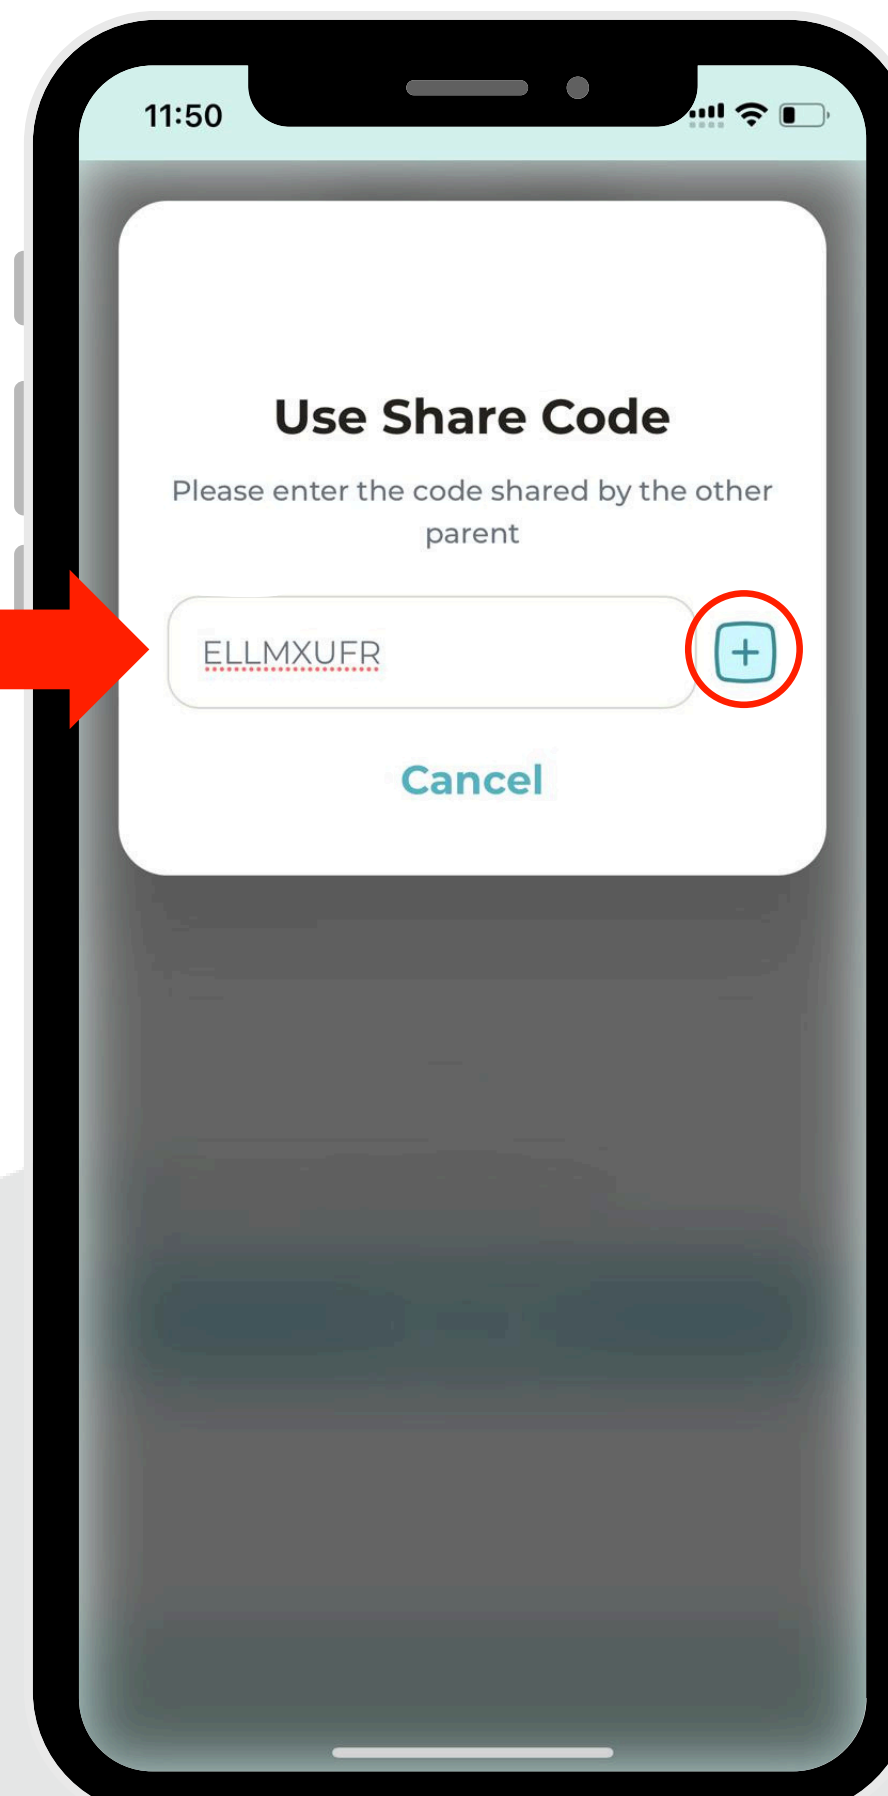 11:50
Use Share Code
Please enter the code shared by the other
parent
ELLMXUFR
Cancel